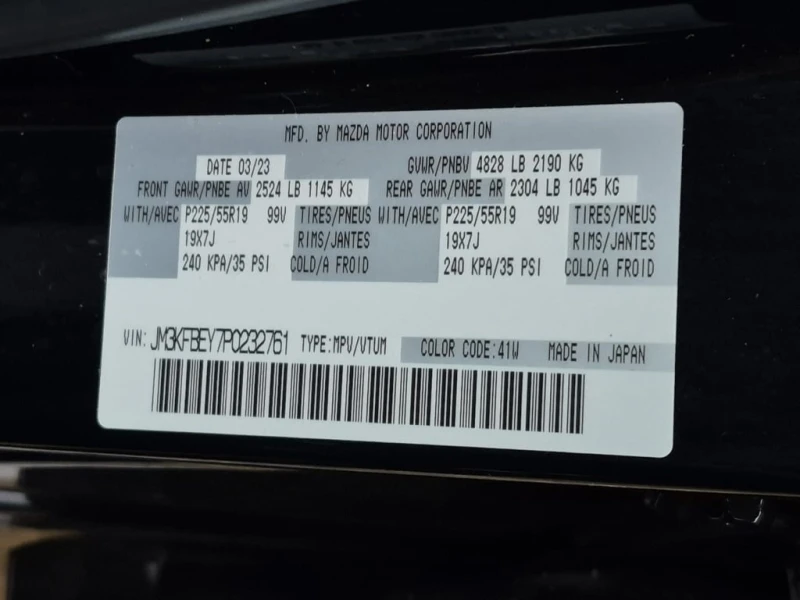 MFD. BY MAZDA MOTOR CORPORATION
DATE 03/23 GVWR/PNBV 4828 LB 2190 KG
FRONT GAWR/PNBE AV 2524 LB 1145 KG REAR GAWR/PNBE AR 2304 LB 1045 KG
WITH/AVEC P225/55R19 99V TIRES/PNEUS WITH/AVEC P225/55R19 99V TIRES/PNEUS
19X7J RIMS/JANTES 19X7J RIMS/JANTES
240 KPA/35 PSI COLD/A FROID 240 KPA/35 PSI COLD/A FROID
VIN: JM3KFBEY7P0232761 TYPE:MPV/VTUM COLOR CODE:41W MADE IN JAPAN